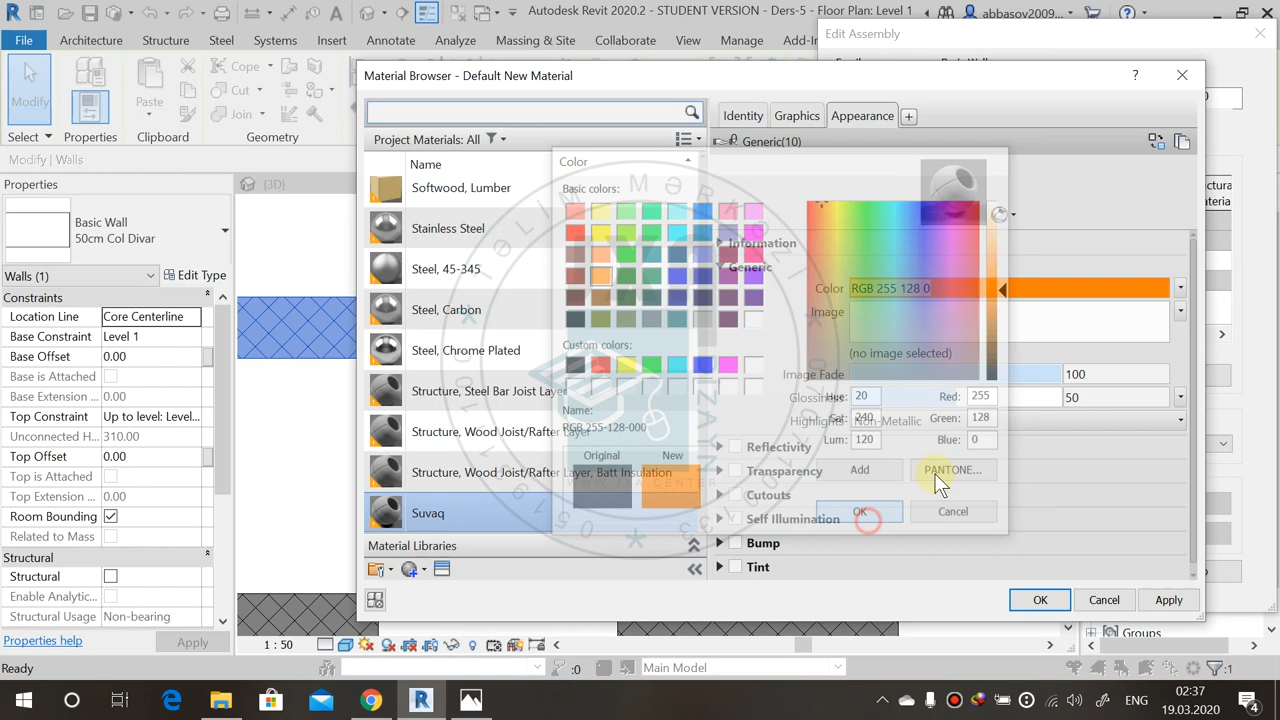 Autodesk Revit 2020.2 - STUDENT VERSION - Ders-5 - Floor Plan: Level 1
abbasov2009...
File Architecture Structure Steel Systems Insert Annotate Analyze Massing & Site Collaborate View Manage Add-In
Edit Assembly
Modify
Paste
Cope
Cut
Join
Select Properties Clipboard Geometry
Modify | Walls
Properties
Basic Wall
50cm Col Divar
Walls (1)
Edit Type
Constraints
Location Line Core Centerline
Base Constraint Level 1
Base Offset 0.00
Base is Attached
Base Extension ... 0.00
Top Constraint Up to level: Level...
Unconnected H... 310.00
Top Offset 0.00
Top is Attached
Top Extension ... 0.00
Room Bounding
Related to Mass
Structural
Structural
Enable Analytic...
Structural Usage Non-bearing
Properties help
Apply
{3D}
Material Browser - Default New Material
?
Project Materials: All
Name
Softwood, Lumber
Stainless Steel
Steel, 45-345
Steel, Carbon
Steel, Chrome Plated
Structure, Steel Bar Joist Layer
Structure, Wood Joist/Rafter Layer
Structure, Wood Joist/Rafter Layer, Batt Insulation
Suvaq
Material Libraries
Identity Graphics Appearance
Generic(10)
Information
Generic
Color RGB 255 128 0
Image
(no image selected)
Image Fade 100
Glossiness 50
Highlights Non-Metallic
Reflectivity
Transparency
Cutouts
Self Illumination
Bump
Tint
OK Cancel Apply
Color
Basic colors:
Custom colors:
Name:
RGB 255-128-000
Original New
Hue: 20 Red: 255
Sat: 240 Green: 128
Lum: 120 Blue: 0
Add PANTONE...
OK Cancel
Groups
1 : 50
Ready
:0
Main Model
:1
ENG
02:37
19.03.2020
4